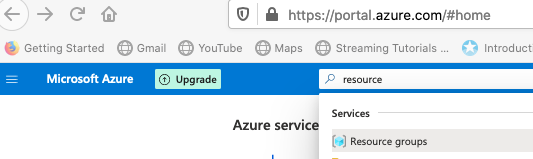 https://portal.azure.com/#home
Getting Started Gmail YouTube Maps Streaming Tutorials ... Introducti
Microsoft Azure Upgrade resource
Services
Azure service
Resource groups